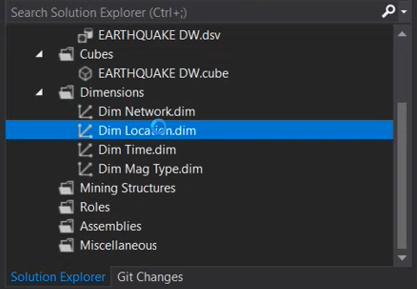 Search Solution Explorer (Ctrl+;)
EARTHQUAKE DW.dsv
Cubes
EARTHQUAKE DW.cube
Dimensions
Dim Network.dim
Dim Location.dim
Dim Time.dim
Dim Mag Type.dim
Mining Structures
Roles
Assemblies
Miscellaneous
Solution Explorer Git Changes